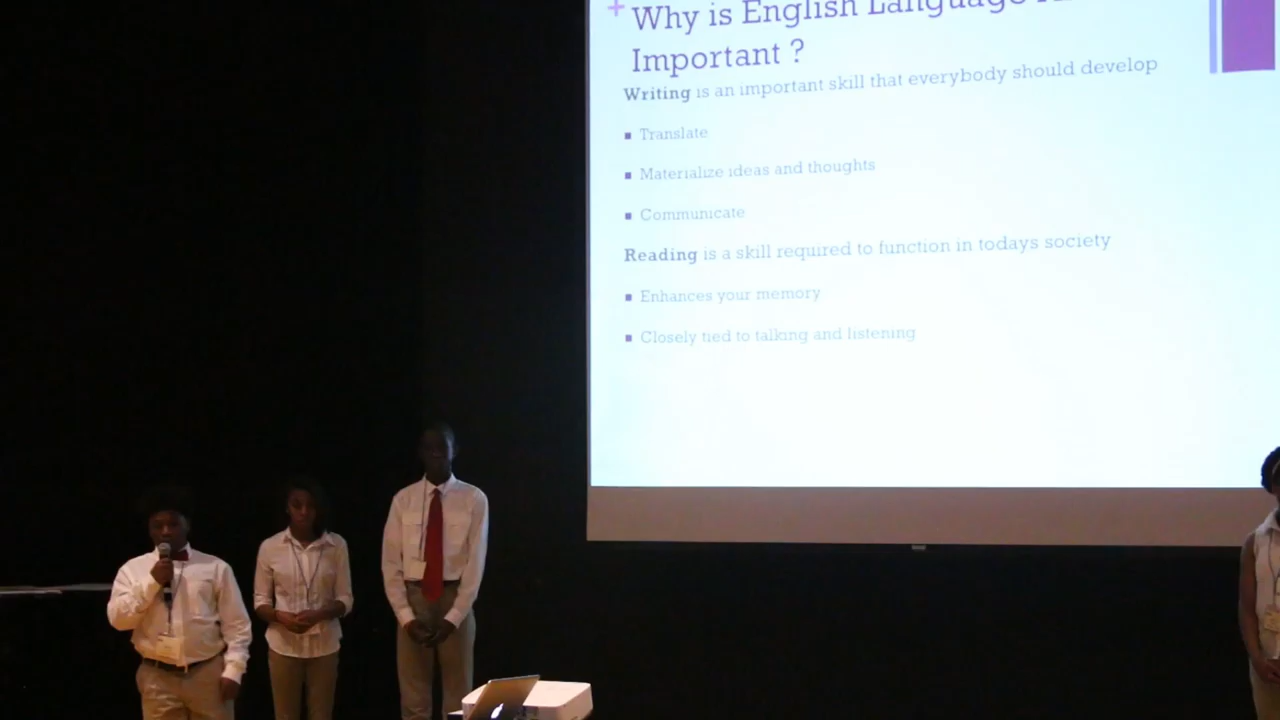 + Why is English Language
Important ?
Writing is an important skill that everybody should develop
▪ Translate
▪ Materialize ideas and thoughts
▪ Communicate
Reading is a skill required to function in todays society
▪ Enhances your memory
▪ Closely tied to talking and listening